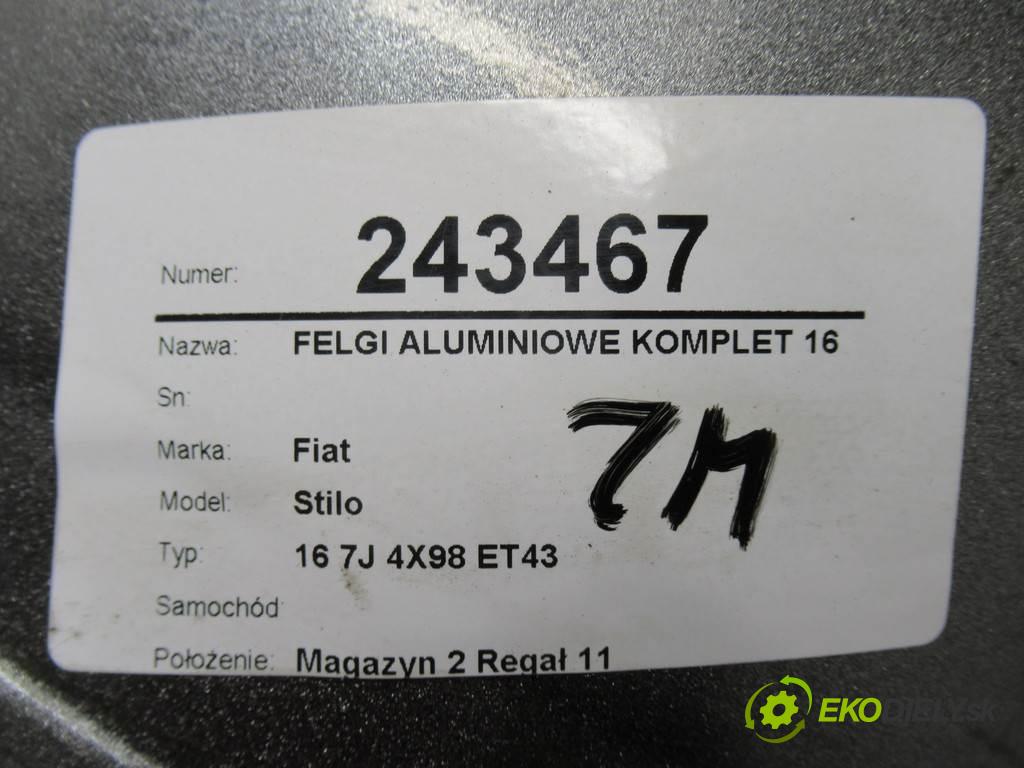 Numer: 243467
Nazwa: FELGI ALUMINIOWE KOMPLET 16
Sn:
Marka: Fiat
Model: Stilo
Typ: 16 7J 4X98 ET43
Samochód
Położenie: Magazyn 2 Regał 11
EKODIELY.SK